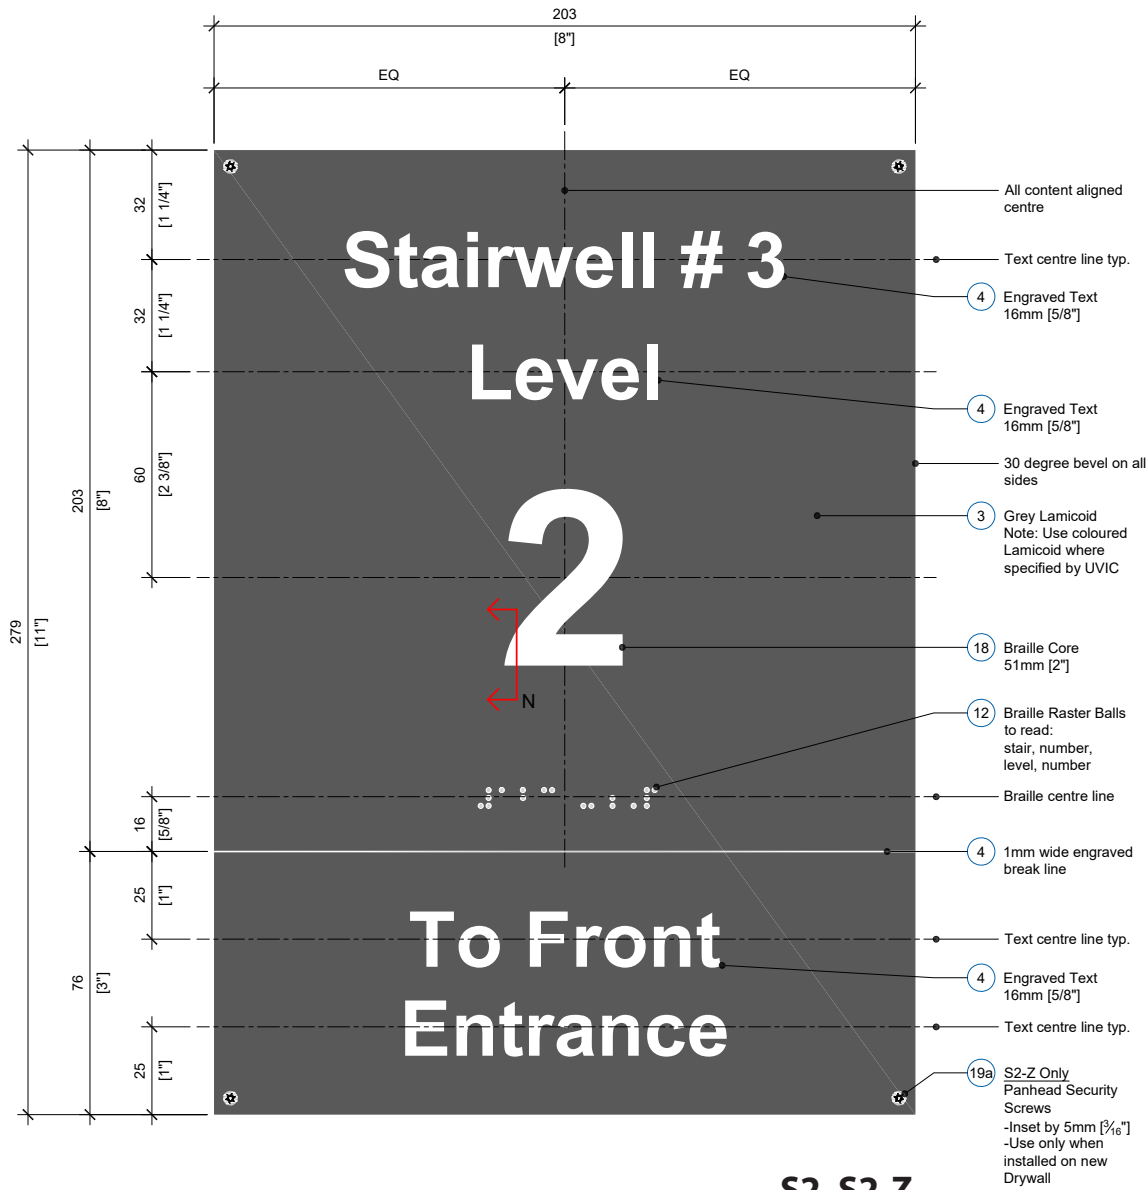 203
[8"]
EQ
EQ
279
[11"]
203
[8"]
76
[3"]
32
[1 1/4"]
32
[1 1/4"]
60
[2 3/8"]
16
[5/8"]
25
[1"]
25
[1"]
Stairwell # 3
Level
2
N
To Front
Entrance
All content aligned
centre
Text centre line typ.
4 Engraved Text
16mm [5/8"]
4 Engraved Text
16mm [5/8"]
30 degree bevel on all
sides
3 Grey Lamicoid
Note: Use coloured
Lamicoid where
specified by UVIC
18 Braille Core
51mm [2"]
12 Braille Raster Balls
to read:
stair, number,
level, number
Braille centre line
4 1mm wide engraved
break line
Text centre line typ.
4 Engraved Text
16mm [5/8"]
Text centre line typ.
19a S2-Z Only
Panhead Security
Screws
-Inset by 5mm [3/16"]
-Use only when
installed on new
Drywall
S2, S2-Z